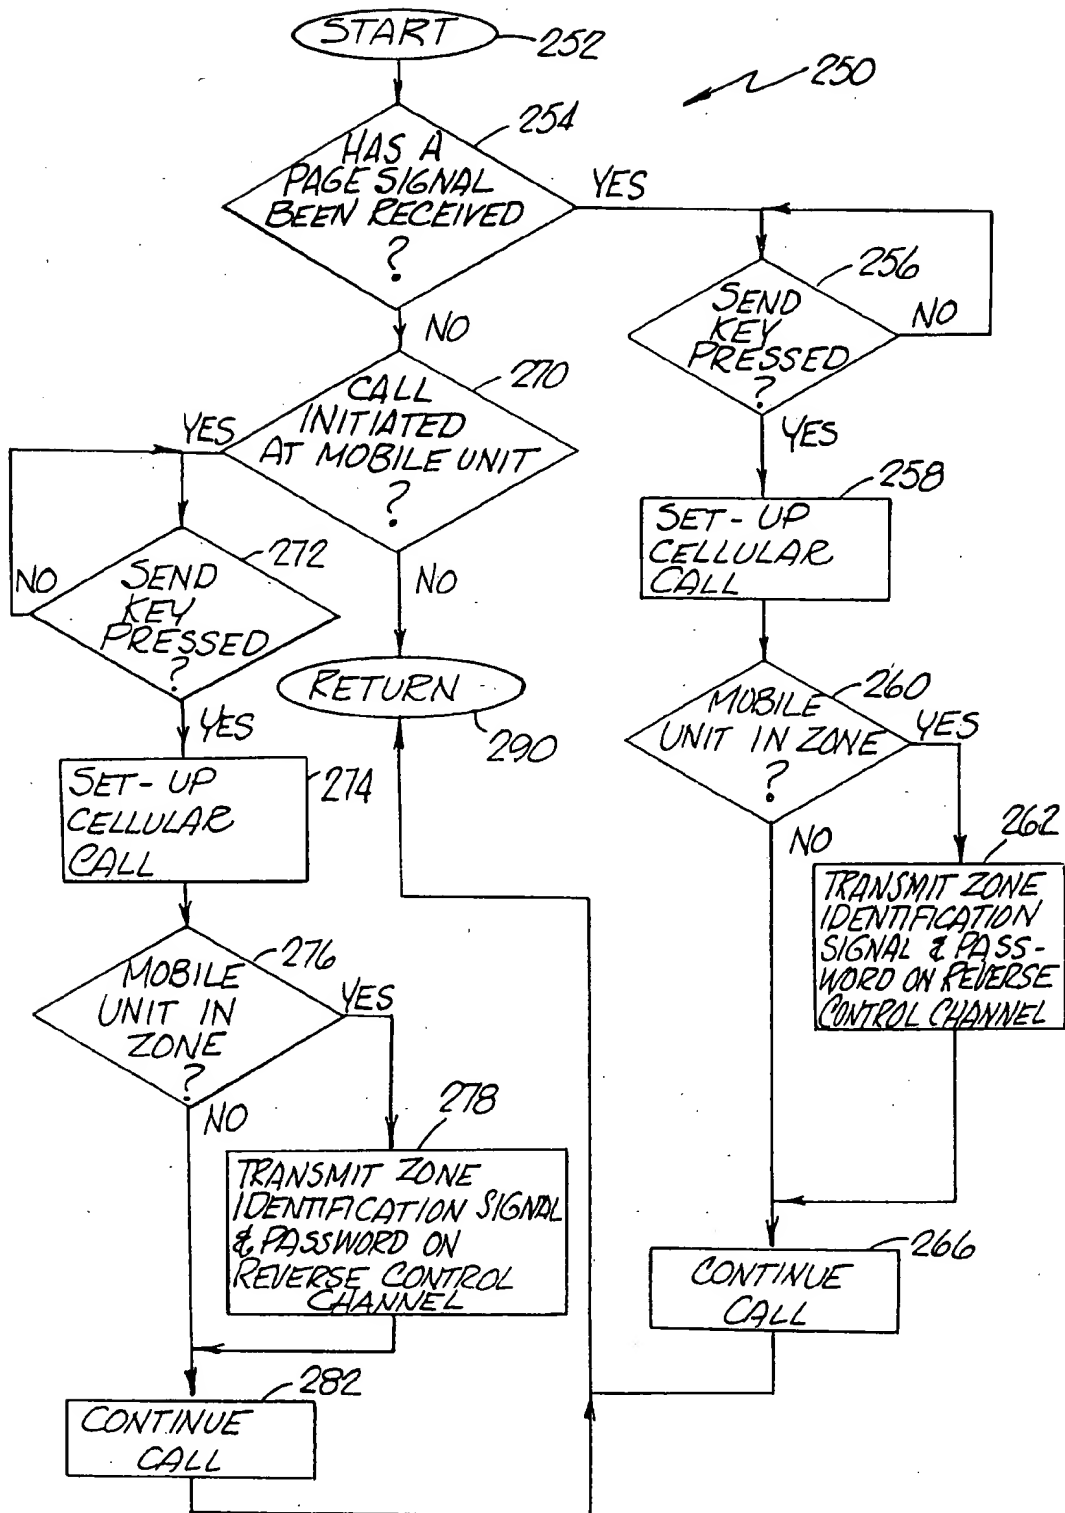 START
252
250
254
HAS A
PAGE SIGNAL
BEEN RECEIVED
?
YES
NO
256
SEND
KEY
PRESSED
?
NO
YES
270
CALL
INITIATED
AT MOBILE UNIT
?
YES
NO
258
SET-UP
CELLULAR
CALL
272
SEND
KEY
PRESSED
?
NO
YES
RETURN
290
260
MOBILE
UNIT IN ZONE
?
YES
NO
274
SET-UP
CELLULAR
CALL
262
TRANSMIT ZONE
IDENTIFICATION
SIGNAL & PASS-
WORD ON REVERSE
CONTROL CHANNEL
276
MOBILE
UNIT IN
ZONE
?
YES
NO
278
TRANSMIT ZONE
IDENTIFICATION SIGNAL
& PASSWORD ON
REVERSE CONTROL
CHANNEL
266
CONTINUE
CALL
282
CONTINUE
CALL